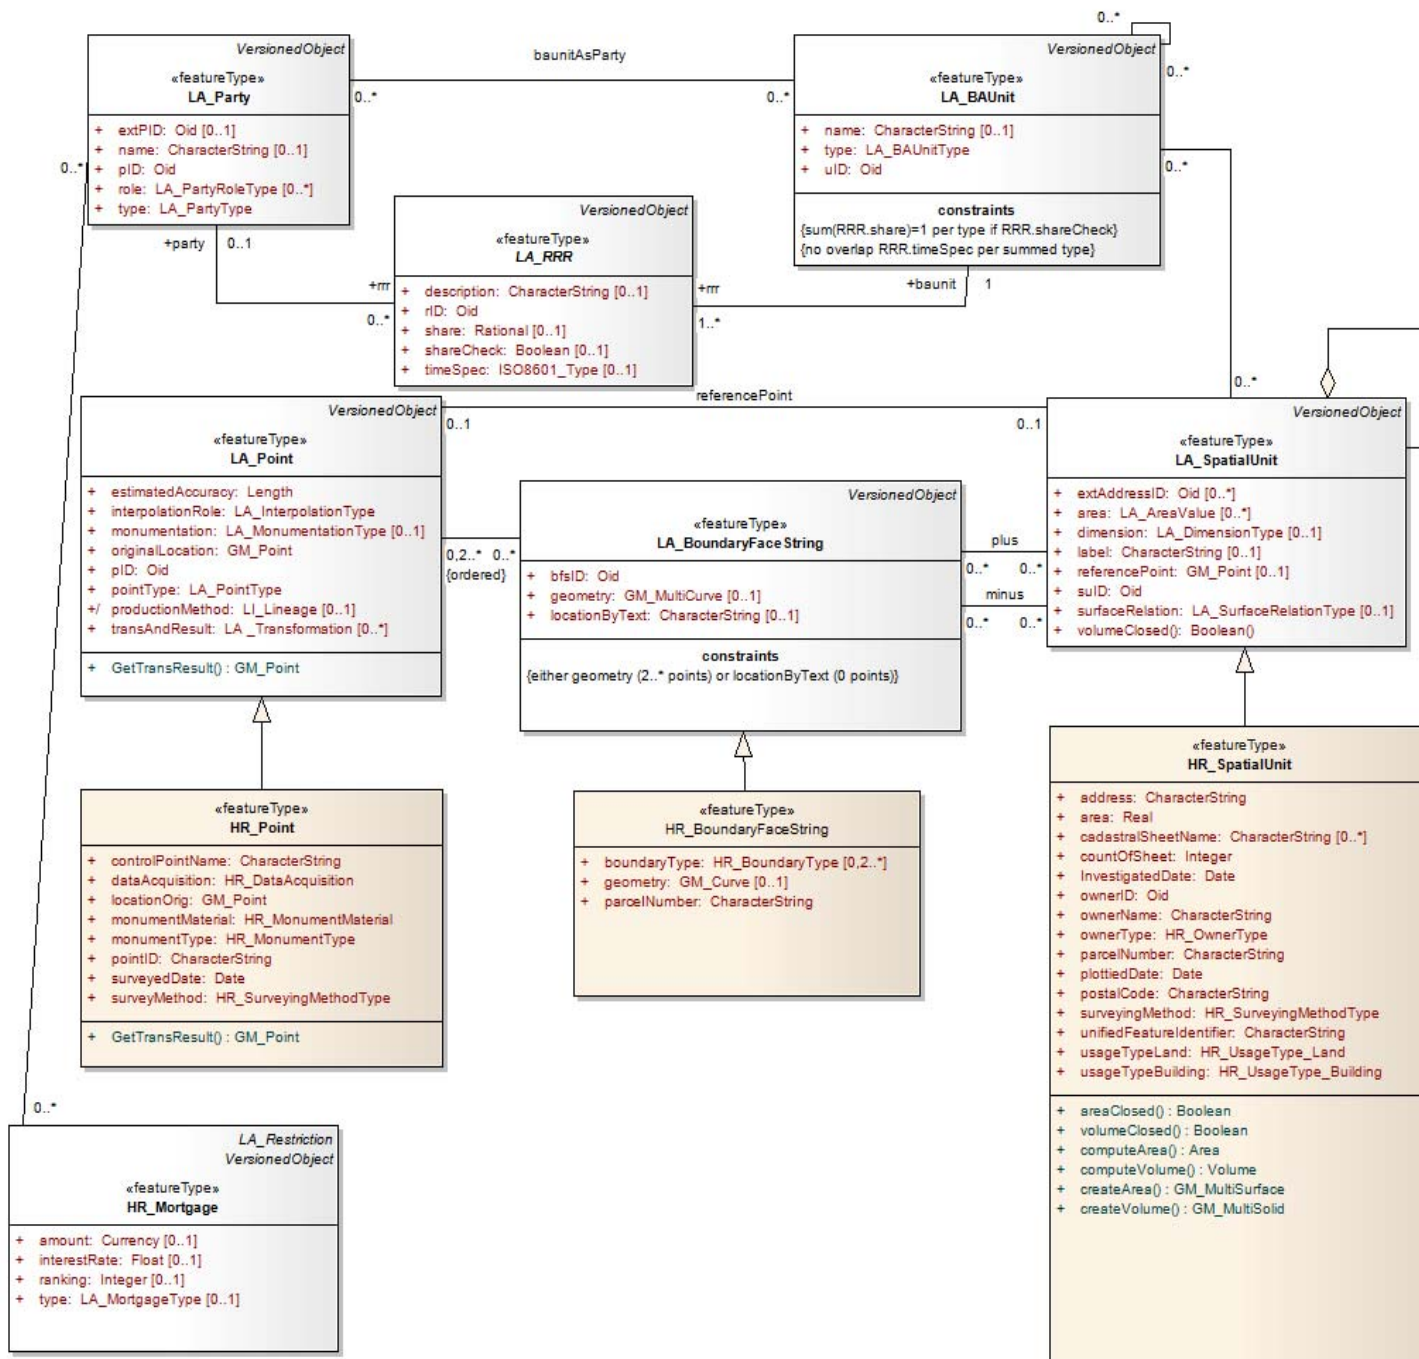 VersionedObject
«featureType»
LA_Party
+ extPID: Oid [0..1]
+ name: CharacterString [0..1]
+ pID: Oid
+ role: LA_PartyRoleType [0..*]
+ type: LA_PartyType
baunitAsParty
0..*
0..*
0..*
0..*
VersionedObject
«featureType»
LA_BAUnit
+ name: CharacterString [0..1]
+ type: LA_BAUnitType
+ uID: Oid
constraints
{sum(RRR.share)=1 per type if RRR.shareCheck}
{no overlap RRR.timeSpec per summed type}
0..*
0..*
+party 0..1
+rrr
0..*
VersionedObject
«featureType»
LA_RRR
+ description: CharacterString [0..1]
+ rID: Oid
+ share: Rational [0..1]
+ shareCheck: Boolean [0..1]
+ timeSpec: ISO8601_Type [0..1]
+rrr
1..*
+baunit 1
0..*
referencePoint
0..1
0..1
VersionedObject
«featureType»
LA_Point
+ estimatedAccuracy: Length
+ interpolationRole: LA_InterpolationType
+ monumentation: LA_MonumentationType [0..1]
+ originalLocation: GM_Point
+ pID: Oid
+ pointType: LA_PointType
+/ productionMethod: LI_Lineage [0..1]
+ transAndResult: LA _Transformation [0..*]
+ GetTransResult() : GM_Point
0,2..* 0..*
{ordered}
VersionedObject
«featureType»
LA_BoundaryFaceString
+ bfsID: Oid
+ geometry: GM_MultiCurve [0..1]
+ locationByText: CharacterString [0..1]
constraints
{either geometry (2..* points) or locationByText (0 points)}
plus
0..* 0..*
minus
0..* 0..*
VersionedObject
«featureType»
LA_SpatialUnit
+ extAddressID: Oid [0..*]
+ area: LA_AreaValue [0..*]
+ dimension: LA_DimensionType [0..1]
+ label: CharacterString [0..1]
+ referencePoint: GM_Point [0..1]
+ suID: Oid
+ surfaceRelation: LA_SurfaceRelationType [0..1]
+ volumeClosed(): Boolean()
«featureType»
HR_Point
+ controlPointName: CharacterString
+ dataAcquisition: HR_DataAcquisition
+ locationOrig: GM_Point
+ monumentMaterial: HR_MonumentMaterial
+ monumentType: HR_MonumentType
+ pointID: CharacterString
+ surveyedDate: Date
+ surveyMethod: HR_SurveyingMethodType
+ GetTransResult() : GM_Point
«featureType»
HR_BoundaryFaceString
+ boundaryType: HR_BoundaryType [0,2..*]
+ geometry: GM_Curve [0..1]
+ parcelNumber: CharacterString
«featureType»
HR_SpatialUnit
+ address: CharacterString
+ area: Real
+ cadastralSheetName: CharacterString [0..*]
+ countOfSheet: Integer
+ InvestigatedDate: Date
+ ownerID: Oid
+ ownerName: CharacterString
+ ownerType: HR_OwnerType
+ parcelNumber: CharacterString
+ plottiedDate: Date
+ postalCode: CharacterString
+ surveyingMethod: HR_SurveyingMethodType
+ unifiedFeatureIdentifier: CharacterString
+ usageTypeLand: HR_UsageType_Land
+ usageTypeBuilding: HR_UsageType_Building
+ areaClosed() : Boolean
+ volumeClosed() : Boolean
+ computeArea() : Area
+ computeVolume() : Volume
+ createArea() : GM_MultiSurface
+ createVolume() : GM_MultiSolid
0..*
LA_Restriction
VersionedObject
«featureType»
HR_Mortgage
+ amount: Currency [0..1]
+ interestRate: Float [0..1]
+ ranking: Integer [0..1]
+ type: LA_MortgageType [0..1]